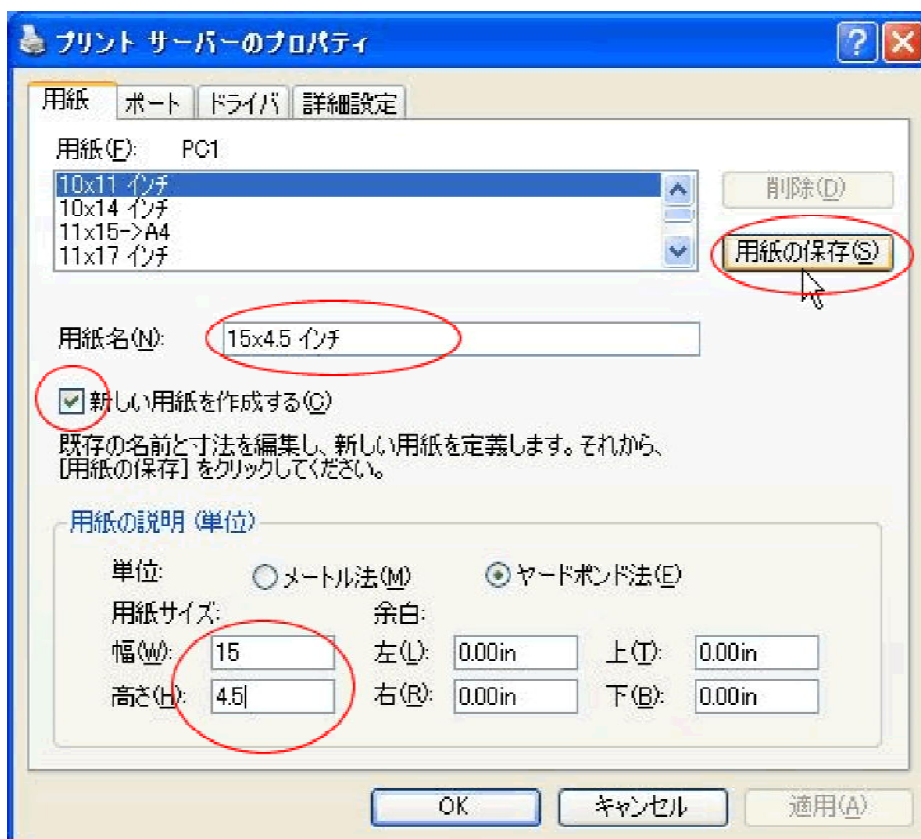 プリント サーバーのプロパティ
用紙 ポート ドライバ 詳細設定
用紙(F): PC1
10x11 インチ
10x14 インチ
11x15->A4
11x17 インチ
削除(D)
用紙の保存(S)
用紙名(N): 15x4.5 インチ
新しい用紙を作成する(C)
既存の名前と寸法を編集し、新しい用紙を定義します。それから、
[用紙の保存] をクリックしてください。
用紙の説明 (単位)
単位: メートル法(M) ヤードポンド法(E)
用紙サイズ: 余白:
幅(W): 15 左(L): 0.00in 上(T): 0.00in
高さ(H): 4.5 右(R): 0.00in 下(B): 0.00in
OK キャンセル 適用(A)